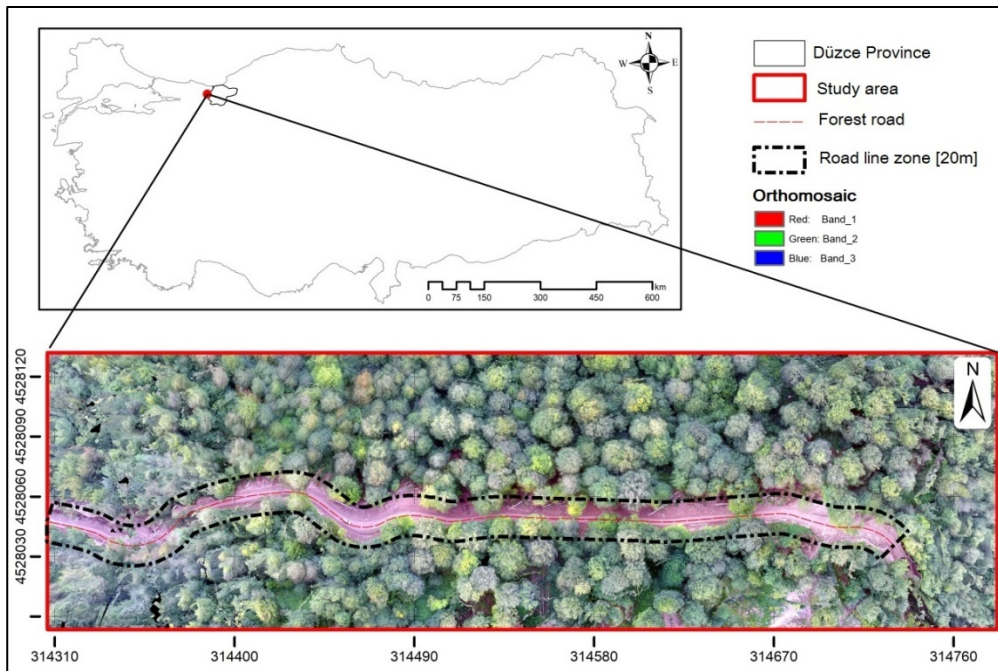 N
W E
S
0 75 150 300 450 600
km
Düzce Province
Study area
Forest road
Road line zone [20m]
Orthomosaic
Red: Band_1
Green: Band_2
Blue: Band_3
N
4528120
4528090
4528060
4528030
314310 314400 314490 314580 314670 314760